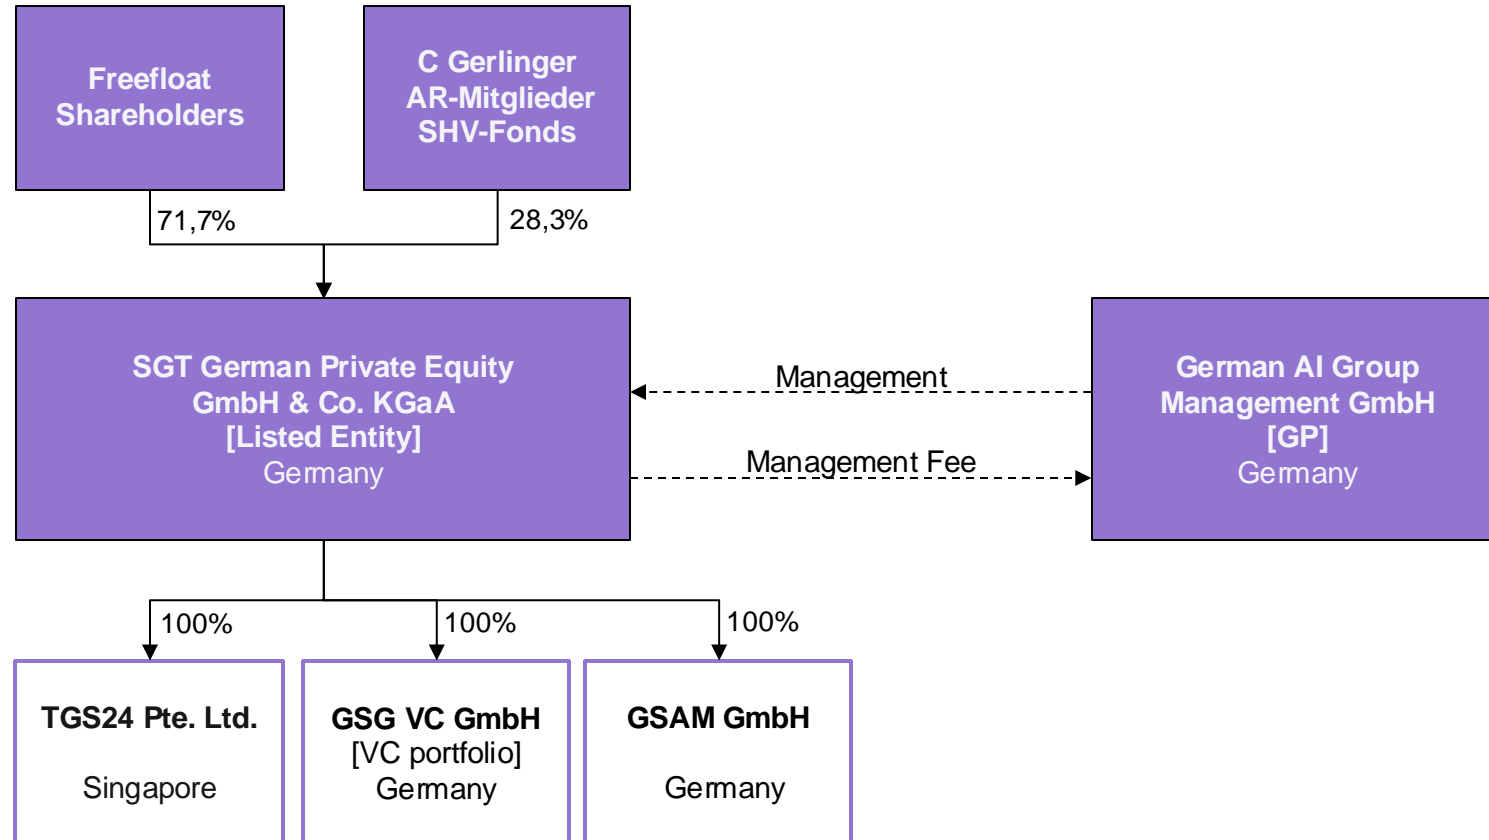 Freefloat
Shareholders
C Gerlinger
AR-Mitglieder
SHV-Fonds
71,7%
28,3%
SGT German Private Equity
GmbH & Co. KGaA
[Listed Entity]
Germany
Management
Management Fee
German AI Group
Management GmbH
[GP]
Germany
100%
100%
100%
TGS24 Pte. Ltd.
Singapore
GSG VC GmbH
[VC portfolio]
Germany
GSAM GmbH
Germany